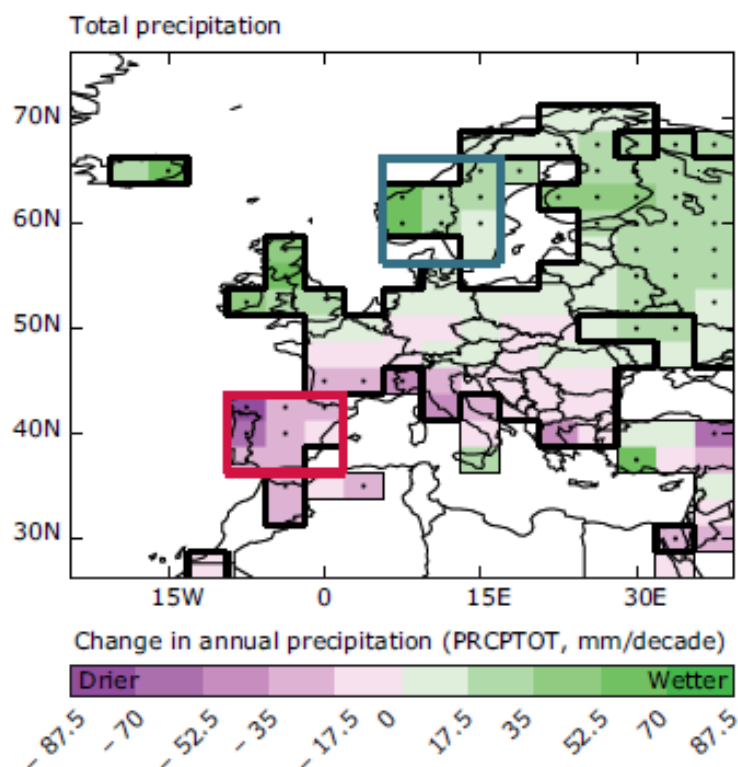 Total precipitation
70N
60N
50N
40N
30N
15W 0 15E 30E
Change in annual precipitation (PRCPTOT, mm/decade)
Drier Wetter
– 87.5 – 70 – 52.5 – 35 – 17.5 0 17.5 35 52.5 70 87.5